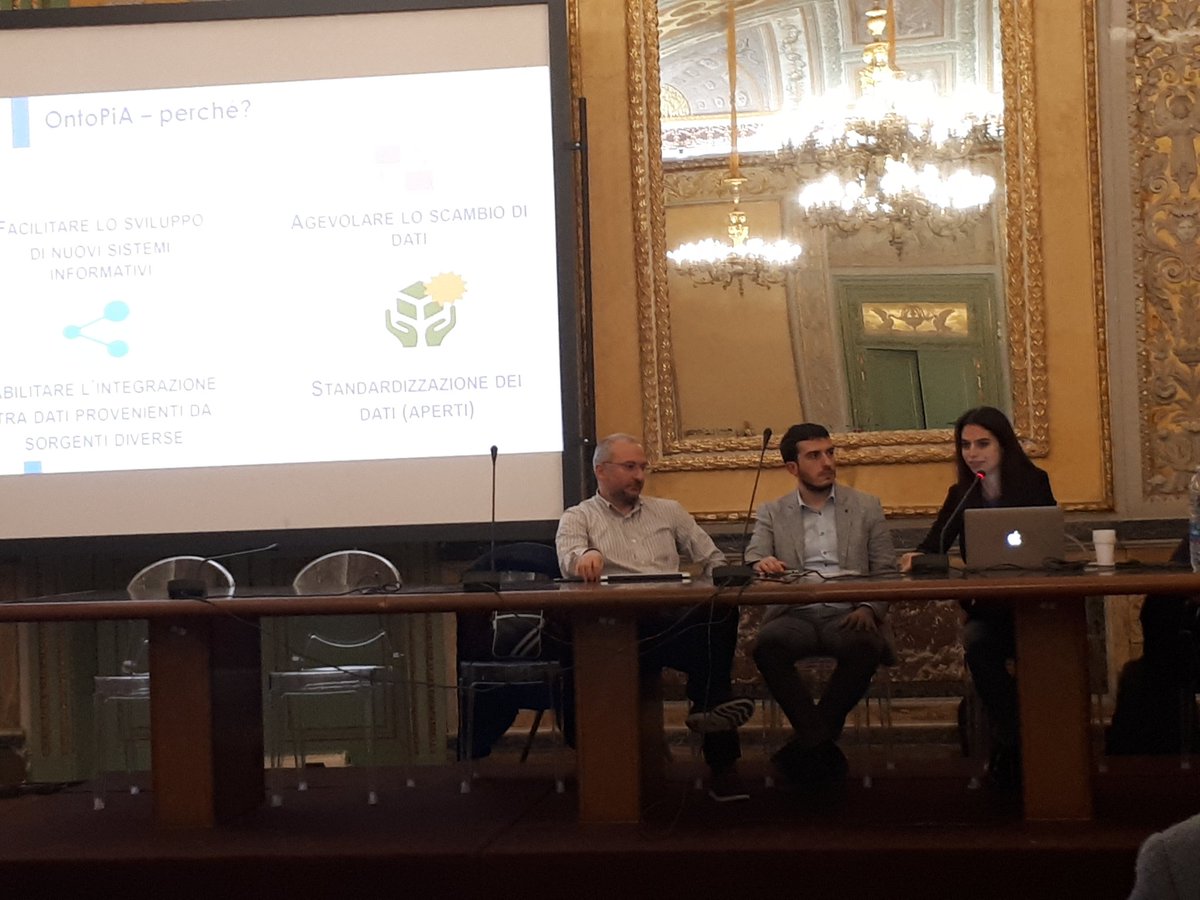 OntoPiA – perché?
FACILITARE LO SVILUPPO
DI NUOVI SISTEMI
INFORMATIVI
AGEVOLARE LO SCAMBIO DI
DATI
ABILITARE L'INTEGRAZIONE
TRA DATI PROVENIENTI DA
SORGENTI DIVERSE
STANDARDIZZAZIONE DEI
DATI (APERTI)